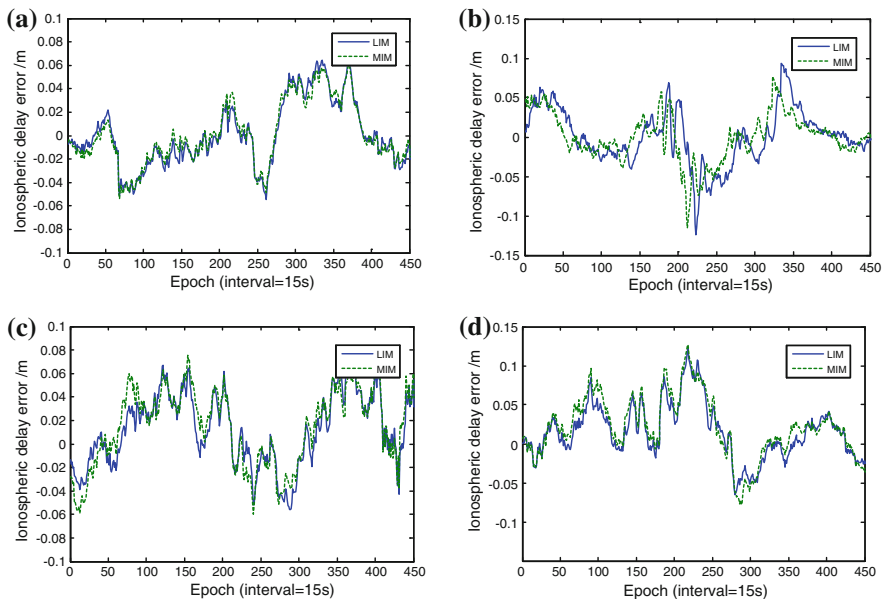 (a)
Ionospheric delay error /m
0.1
0.08
0.06
0.04
0.02
0
-0.02
-0.04
-0.06
-0.08
-0.1
LIM
MIM
0 50 100 150 200 250 300 350 400 450
Epoch (interval=15s)
(b)
Ionospheric delay error /m
0.15
0.1
0.05
0
-0.05
-0.1
-0.15
LIM
MIM
0 50 100 150 200 250 300 350 400 450
Epoch (interval=15s)
(c)
Ionospheric delay error /m
0.1
0.08
0.06
0.04
0.02
0
-0.02
-0.04
-0.06
-0.08
-0.1
LIM
MIM
0 50 100 150 200 250 300 350 400 450
Epoch (interval=15s)
(d)
Ionospheric delay error /m
0.15
0.1
0.05
0
-0.05
-0.1
LIM
MIM
0 50 100 150 200 250 300 350 400 450
Epoch (interval=15s)